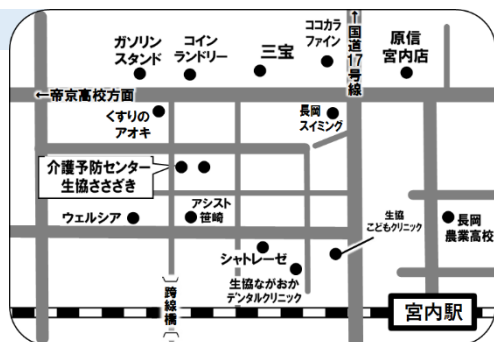 ガソリン
スタンド
コイン
ランドリー
三宝
ココカラ
ファイン
↑国道17号線
原信
宮内店
←帝京高校方面
くすりの
アオキ
長岡
スイミング
介護予防センター
生協ささざき
ウェルシア
アシスト
笹崎
生協
こどもクリニック
長岡
農業高校
シャトレーゼ
生協ながおか
デンタルクリニック
跨線橋
宮内駅